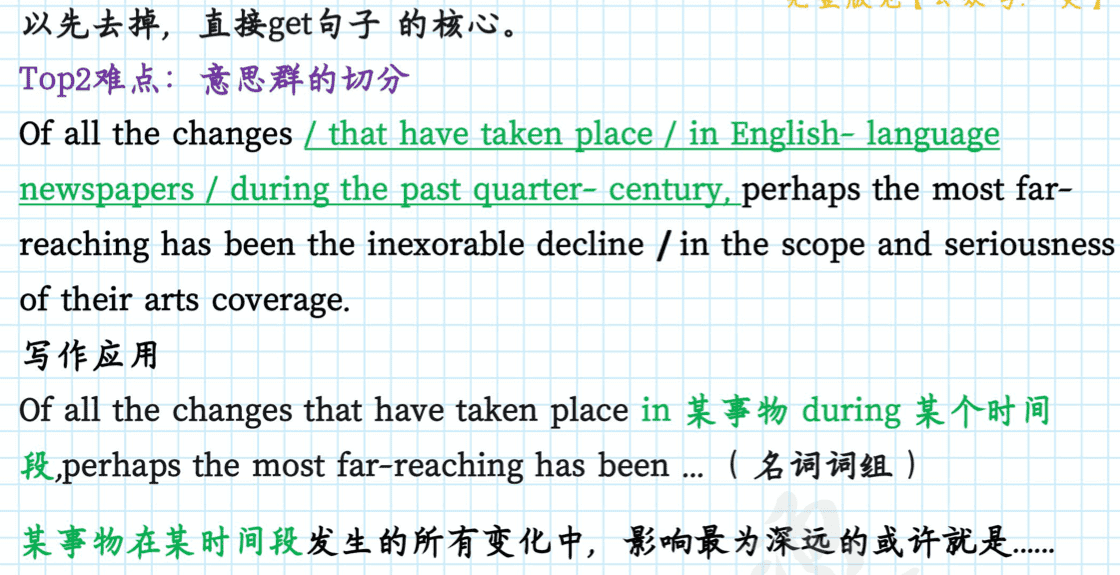 以先去掉，直接get句子 的核心。
Top2难点：意思群的切分
Of all the changes / that have taken place / in English- language
newspapers / during the past quarter- century, perhaps the most far-
reaching has been the inexorable decline / in the scope and seriousness
of their arts coverage.
写作应用
Of all the changes that have taken place in 某事物 during 某个时间
段,perhaps the most far-reaching has been ... （ 名词词组 ）
某事物在某时间段发生的所有变化中，影响最为深远的或许就是......